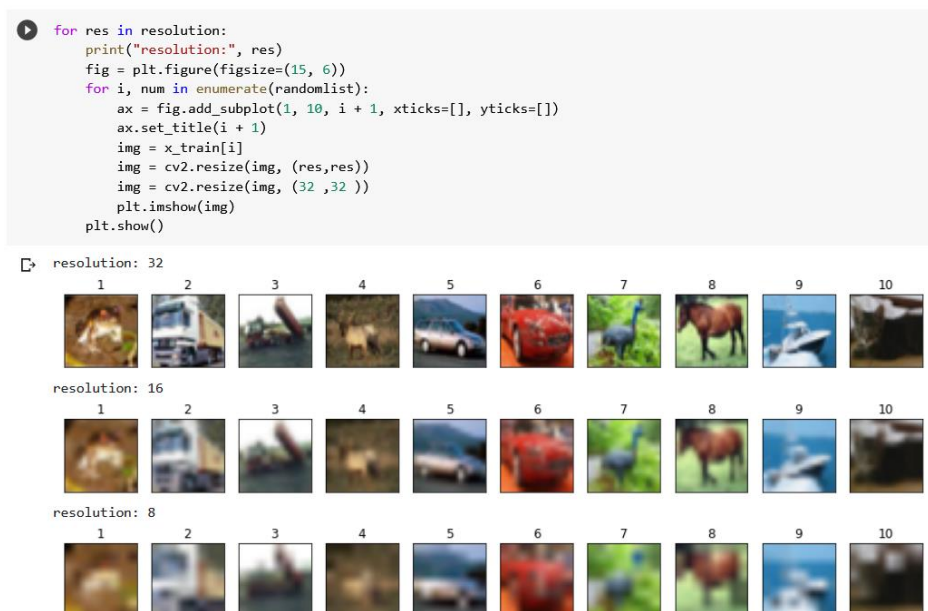 for res in resolution:
    print("resolution:", res)
    fig = plt.figure(figsize=(15, 6))
    for i, num in enumerate(randomlist):
        ax = fig.add_subplot(1, 10, i + 1, xticks=[], yticks=[])
        ax.set_title(i + 1)
        img = x_train[i]
        img = cv2.resize(img, (res,res))
        img = cv2.resize(img, (32 ,32 ))
        plt.imshow(img)
    plt.show()
resolution: 32
1 2 3 4 5 6 7 8 9 10
resolution: 16
1 2 3 4 5 6 7 8 9 10
resolution: 8
1 2 3 4 5 6 7 8 9 10